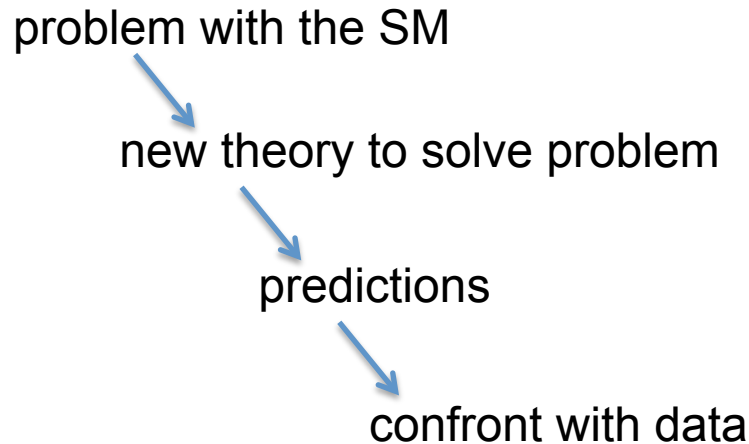 problem with the SM
new theory to solve problem
predictions
confront with data